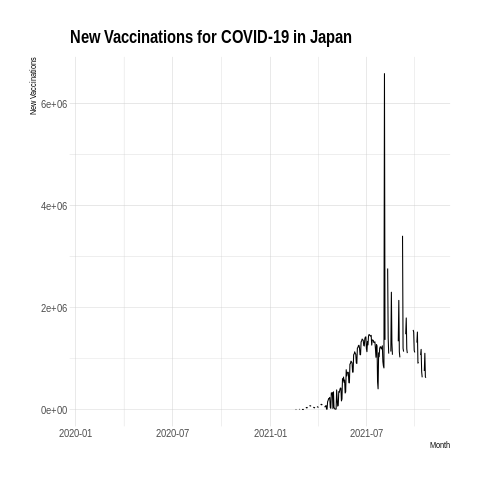 New Vaccinations for COVID-19 in Japan
New Vaccinations
6e+06
4e+06
2e+06
0e+00
2020-01 2020-07 2021-01 2021-07
Month